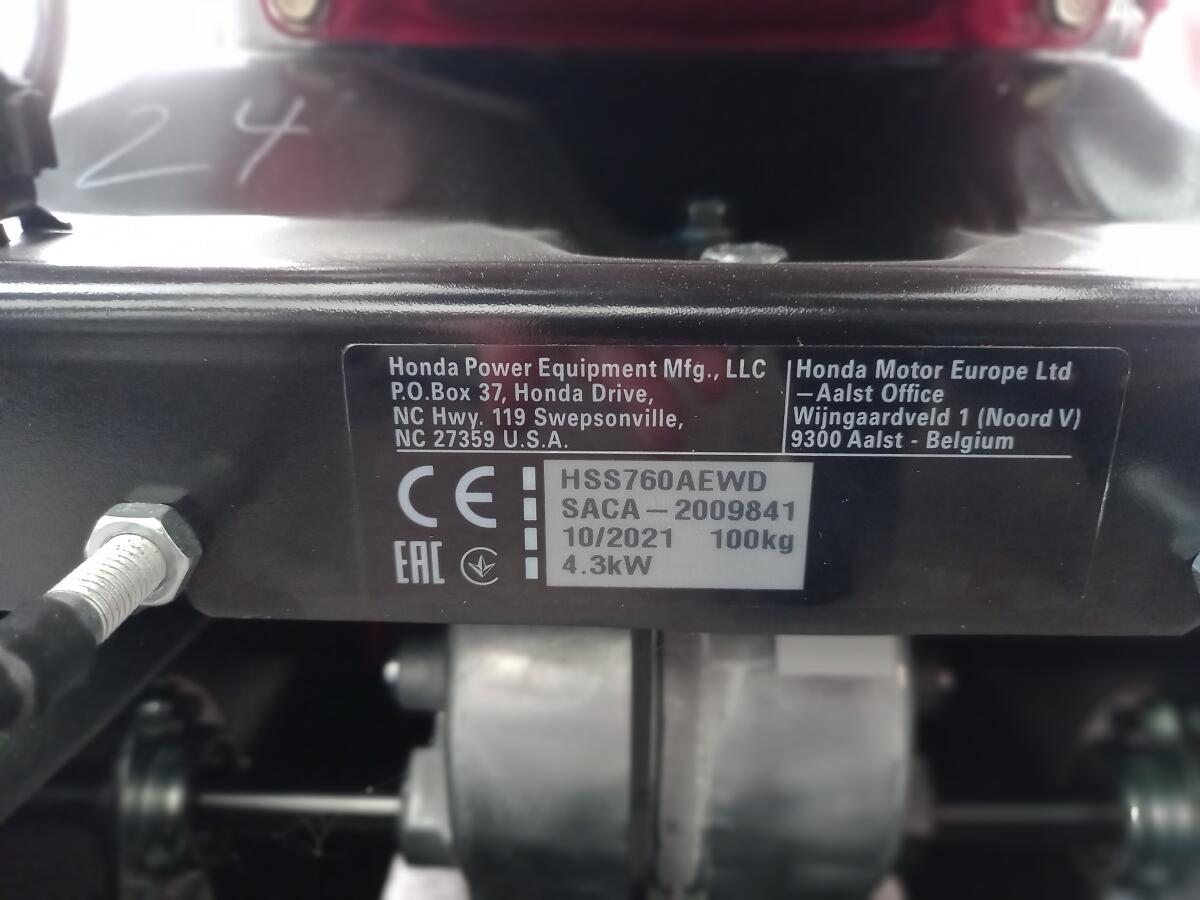 24
Honda Power Equipment Mfg., LLC
P.O.Box 37, Honda Drive,
NC Hwy. 119 Swepsonville,
NC 27359 U.S.A.
Honda Motor Europe Ltd
–Aalst Office
Wijngaardveld 1 (Noord V)
9300 Aalst - Belgium
CE
EAC
HSS760AEWD
SACA – 2009841
10/2021 100kg
4.3kW